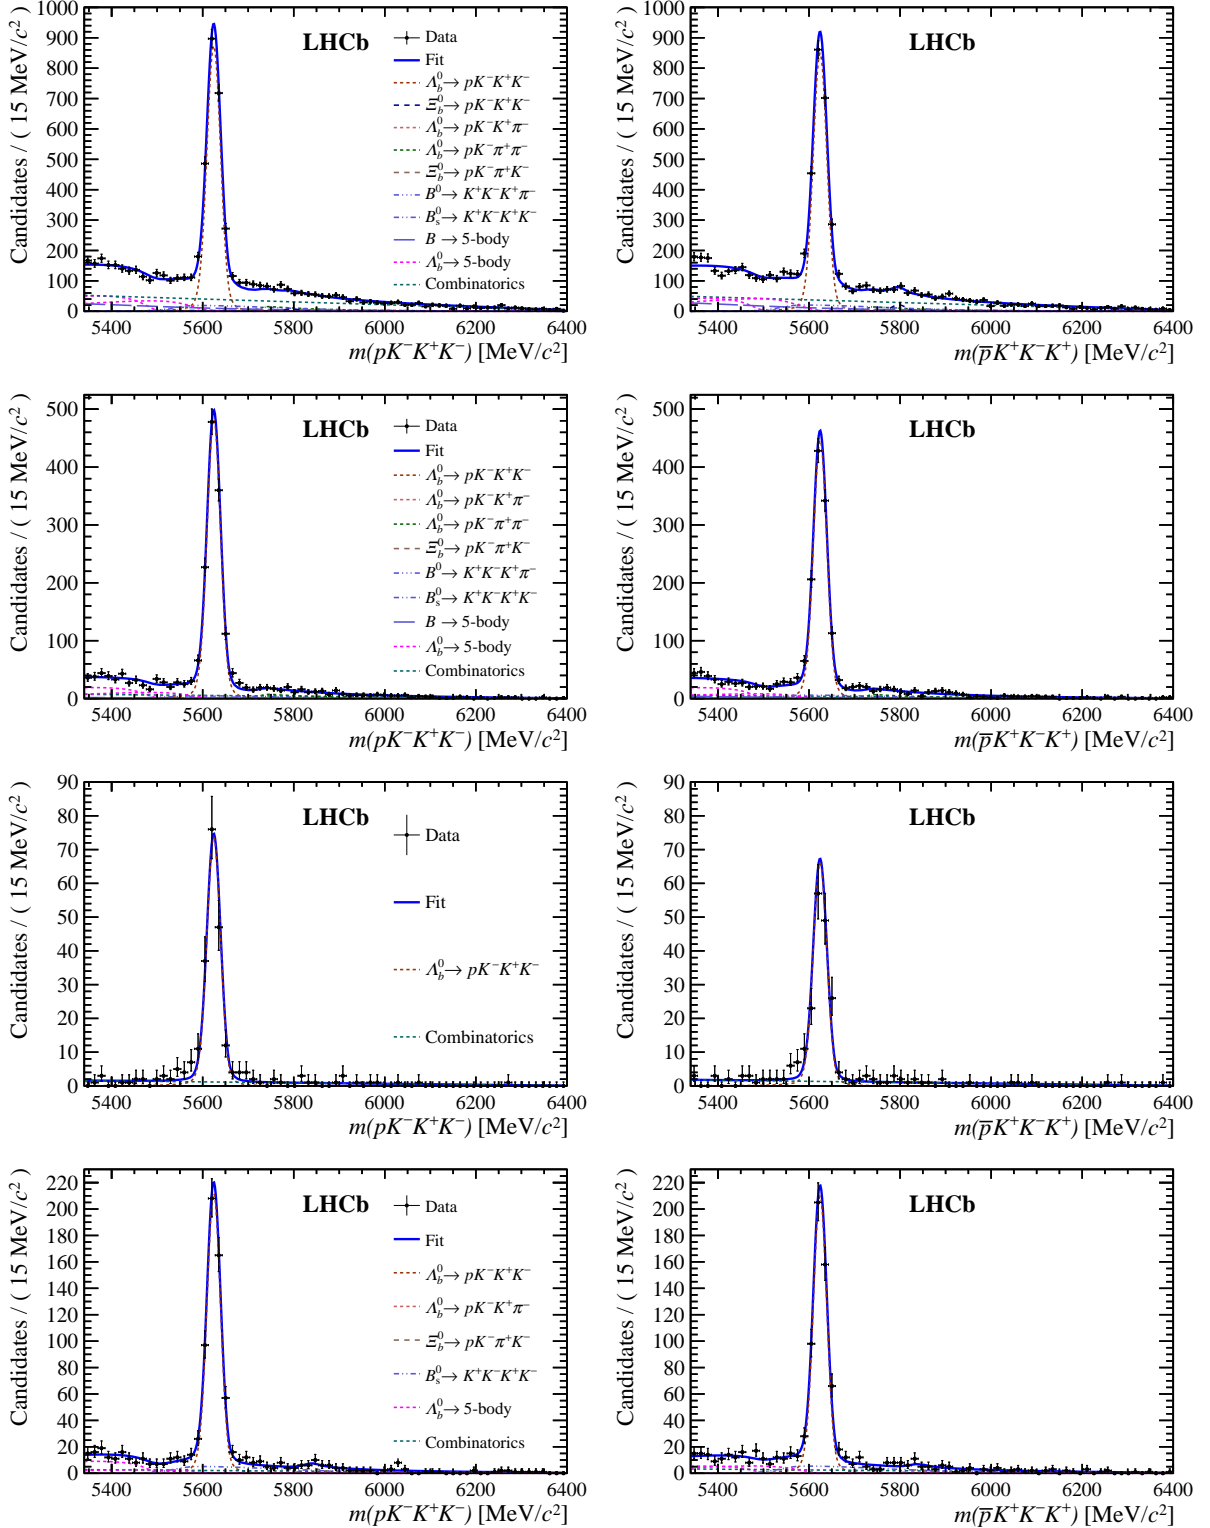 Candidates / ( 15 MeV/c²)
1000
900
800
700
600
500
400
300
200
100
0
5400 5600 5800 6000 6200 6400
m(pK⁻K⁺K⁻) [MeV/c²]
LHCb
Data
Fit
Λb⁰→ pK⁻K⁺K⁻
Ξb⁰→ pK⁻K⁺K⁻
Λb⁰→ pK⁻K⁺π⁻
Λb⁰→ pK⁻π⁺π⁻
Ξb⁰→ pK⁻π⁺K⁻
B⁰→ K⁺K⁻K⁺π⁻
Bs⁰→ K⁺K⁻K⁺K⁻
B → 5-body
Λb⁰→ 5-body
Combinatorics
Candidates / ( 15 MeV/c²)
1000
900
800
700
600
500
400
300
200
100
0
5400 5600 5800 6000 6200 6400
m(p̅K⁺K⁻K⁺) [MeV/c²]
LHCb
Candidates / ( 15 MeV/c²)
500
400
300
200
100
0
5400 5600 5800 6000 6200 6400
m(pK⁻K⁺K⁻) [MeV/c²]
LHCb
Data
Fit
Λb⁰→ pK⁻K⁺K⁻
Λb⁰→ pK⁻K⁺π⁻
Λb⁰→ pK⁻π⁺π⁻
Ξb⁰→ pK⁻π⁺K⁻
B⁰→ K⁺K⁻K⁺π⁻
Bs⁰→ K⁺K⁻K⁺K⁻
B → 5-body
Λb⁰→ 5-body
Combinatorics
Candidates / ( 15 MeV/c²)
500
400
300
200
100
0
5400 5600 5800 6000 6200 6400
m(p̅K⁺K⁻K⁺) [MeV/c²]
LHCb
Candidates / ( 15 MeV/c²)
90
80
70
60
50
40
30
20
10
0
5400 5600 5800 6000 6200 6400
m(pK⁻K⁺K⁻) [MeV/c²]
LHCb
Data
Fit
Λb⁰→ pK⁻K⁺K⁻
Combinatorics
Candidates / ( 15 MeV/c²)
90
80
70
60
50
40
30
20
10
0
5400 5600 5800 6000 6200 6400
m(p̅K⁺K⁻K⁺) [MeV/c²]
LHCb
Candidates / ( 15 MeV/c²)
220
200
180
160
140
120
100
80
60
40
20
0
5400 5600 5800 6000 6200 6400
m(pK⁻K⁺K⁻) [MeV/c²]
LHCb
Data
Fit
Λb⁰→ pK⁻K⁺K⁻
Λb⁰→ pK⁻K⁺π⁻
Ξb⁰→ pK⁻π⁺K⁻
Bs⁰→ K⁺K⁻K⁺K⁻
Λb⁰→ 5-body
Combinatorics
Candidates / ( 15 MeV/c²)
220
200
180
160
140
120
100
80
60
40
20
0
5400 5600 5800 6000 6200 6400
m(p̅K⁺K⁻K⁺) [MeV/c²]
LHCb